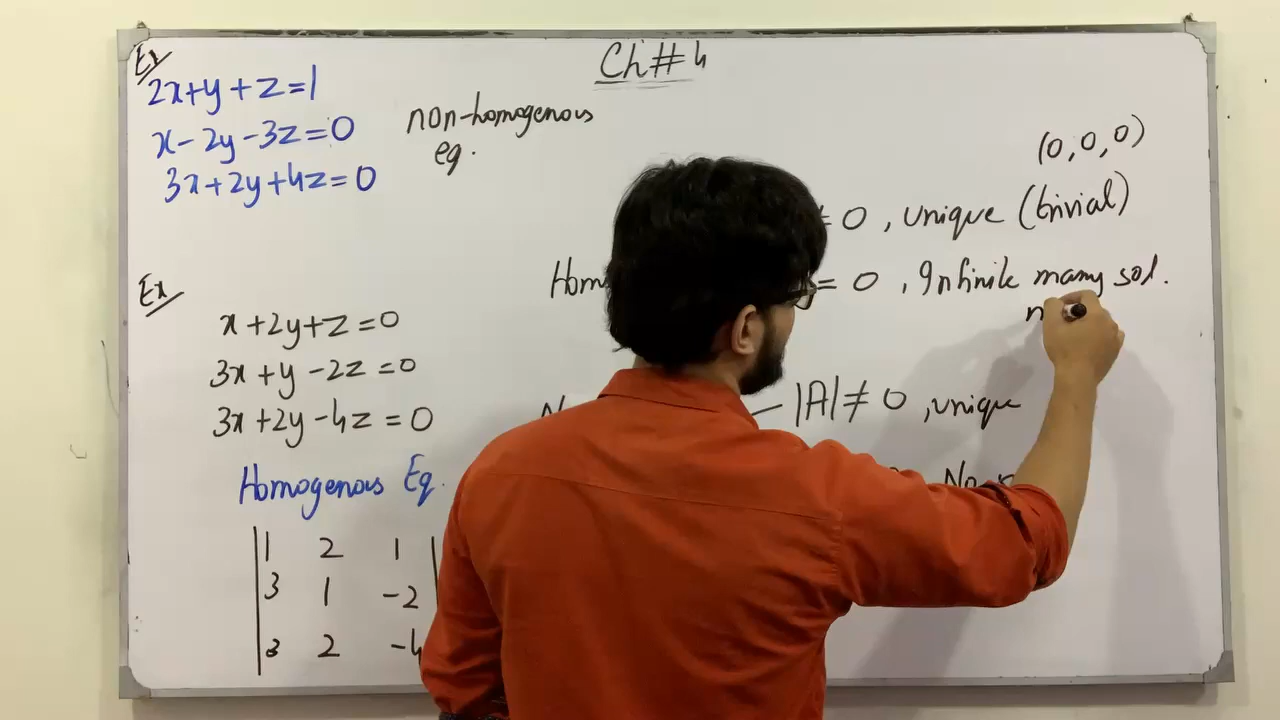 Ch#4
Ex
2x+y+z=1
x-2y-3z=0
3x+2y+4z=0
non-homogenous
eq.
(0,0,0)
≠ 0, unique (trivial)
= 0, Infinite many sol.
Ex
x+2y+z=0
3x+y-2z=0
3x+2y-4z=0
|A| ≠ 0, unique
Homogenous Eq.
1 2 1
3 1 -2
3 2 -4